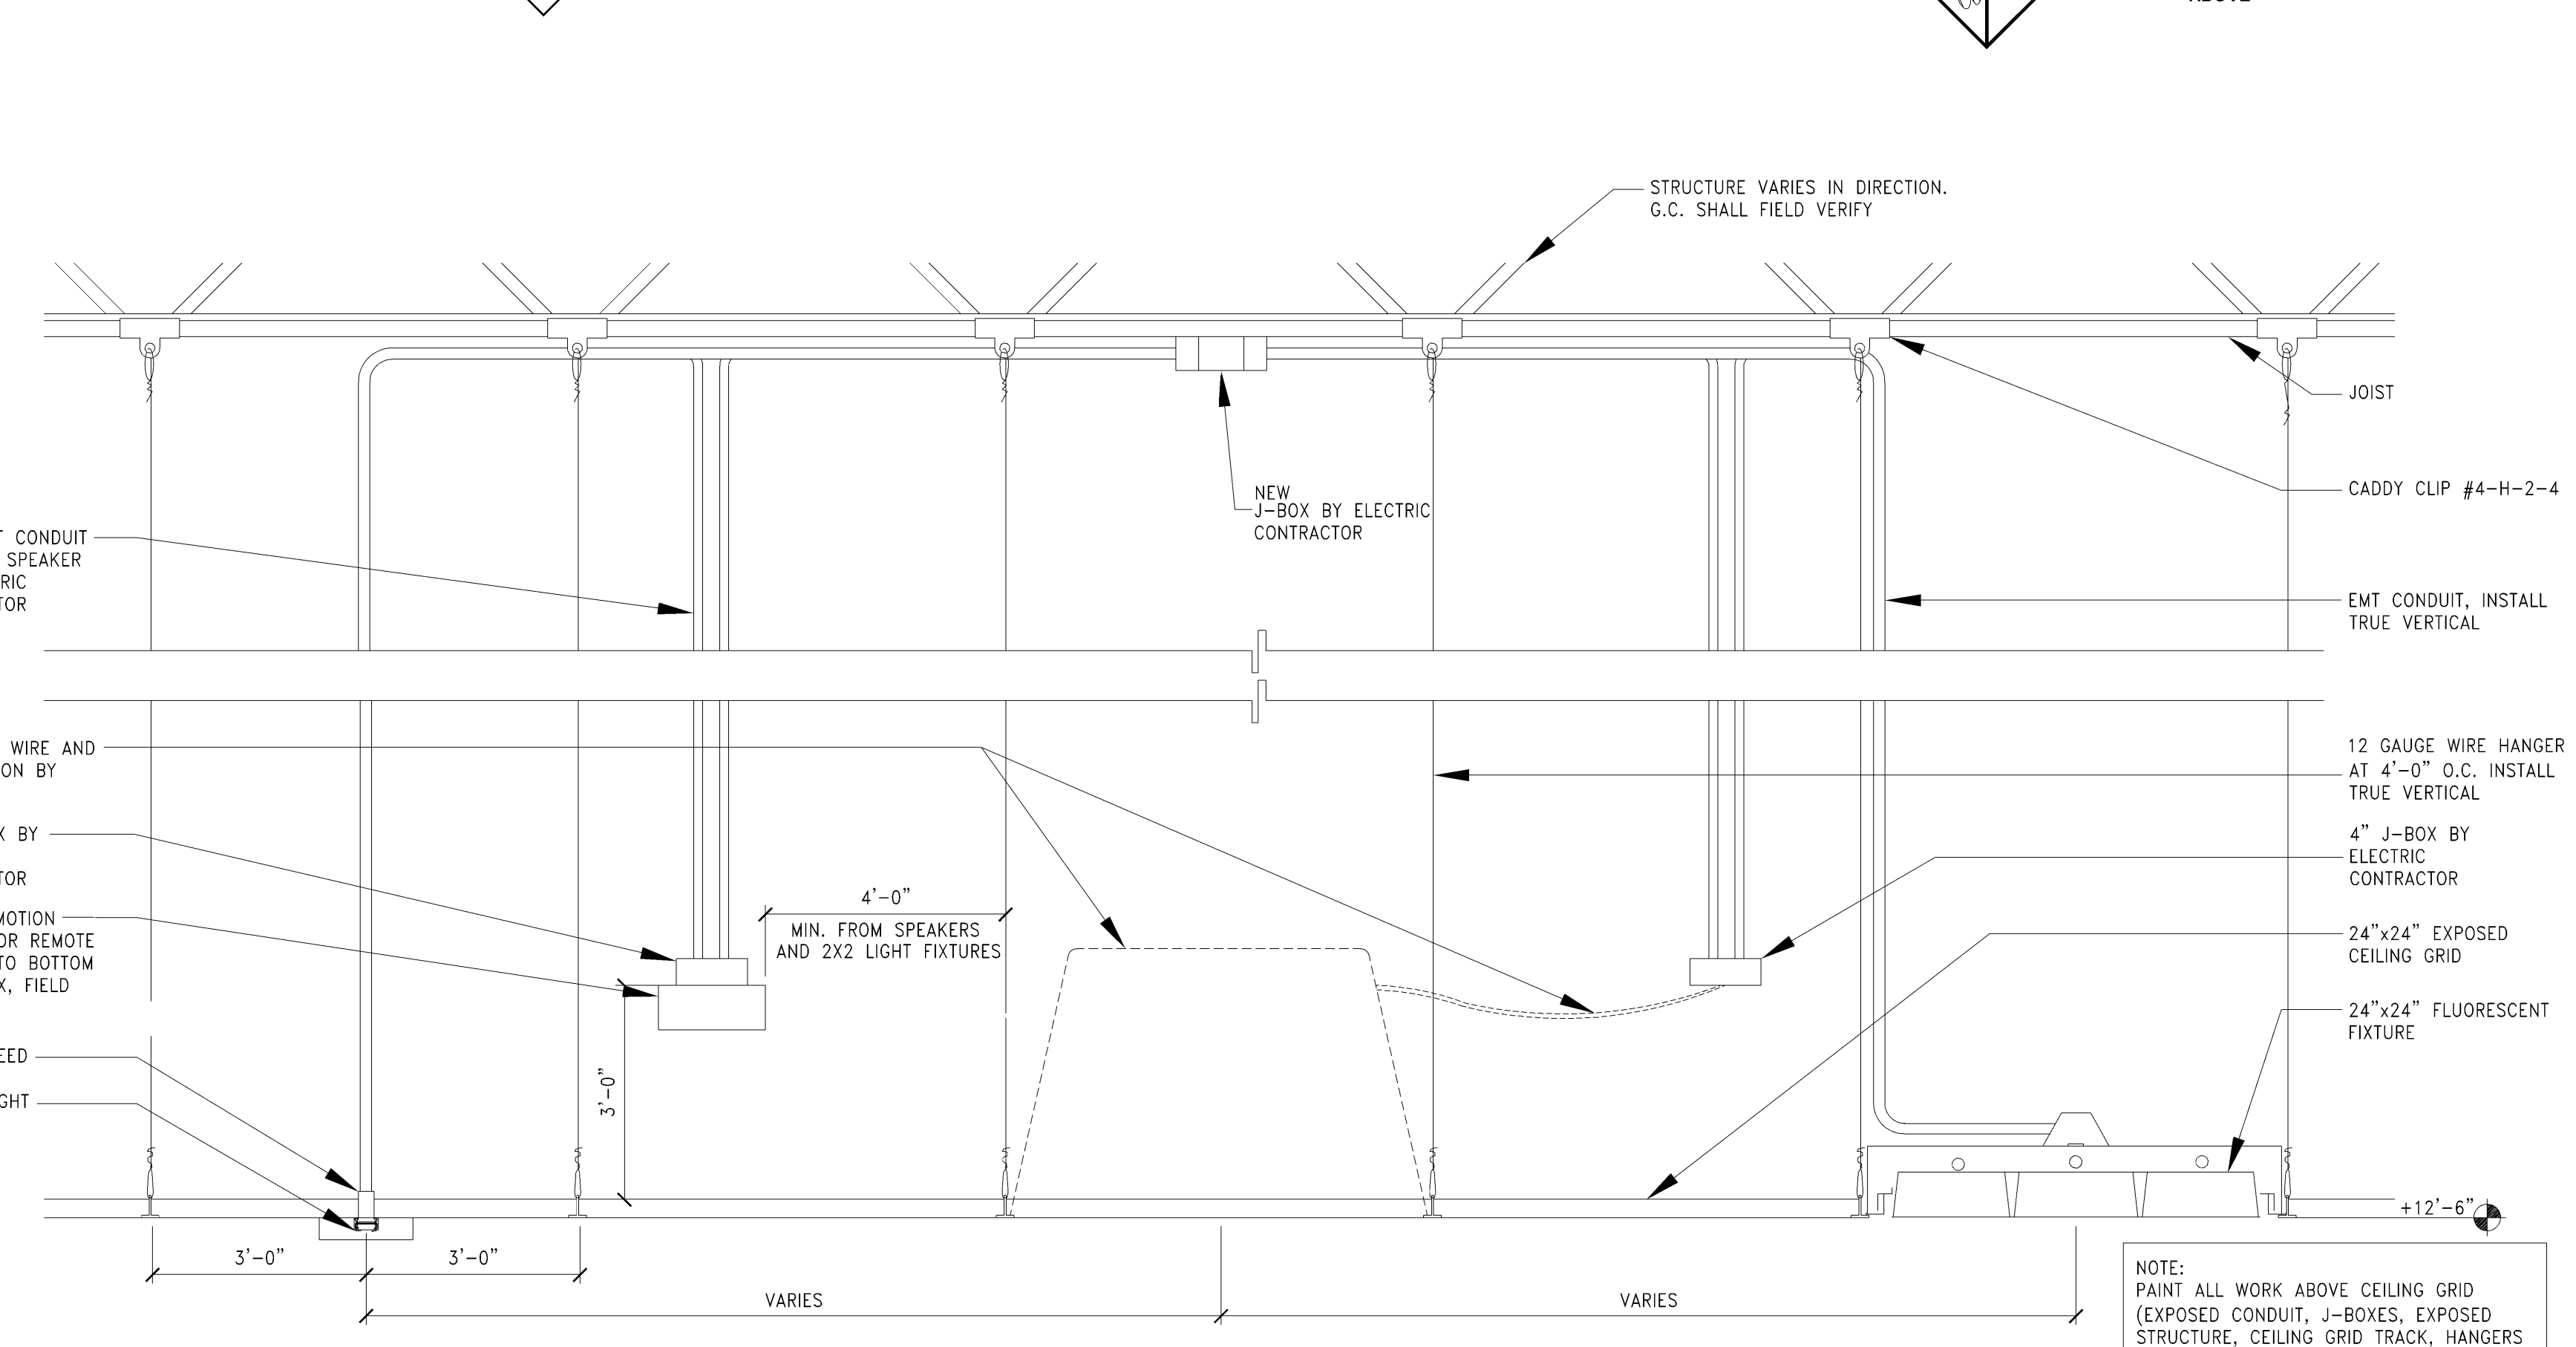 STRUCTURE VARIES IN DIRECTION.
G.C. SHALL FIELD VERIFY
JOIST
CADDY CLIP #4-H-2-4
NEW
J-BOX BY ELECTRIC
CONTRACTOR
CONDUIT
SPEAKER
RIC
TOR
EMT CONDUIT, INSTALL
TRUE VERTICAL
WIRE AND
ON BY
12 GAUGE WIRE HANGER
AT 4'-0" O.C. INSTALL
TRUE VERTICAL
X BY
TOR
4" J-BOX BY
ELECTRIC
CONTRACTOR
4'-0"
MIN. FROM SPEAKERS
AND 2X2 LIGHT FIXTURES
MOTION
OR REMOTE
TO BOTTOM
X, FIELD
24"x24" EXPOSED
CEILING GRID
24"x24" FLUORESCENT
FIXTURE
EED
GHT
3'-0"
+12'-6"
3'-0"
3'-0"
VARIES
VARIES
NOTE:
PAINT ALL WORK ABOVE CEILING GRID
(EXPOSED CONDUIT, J-BOXES, EXPOSED
STRUCTURE, CEILING GRID TRACK, HANGERS